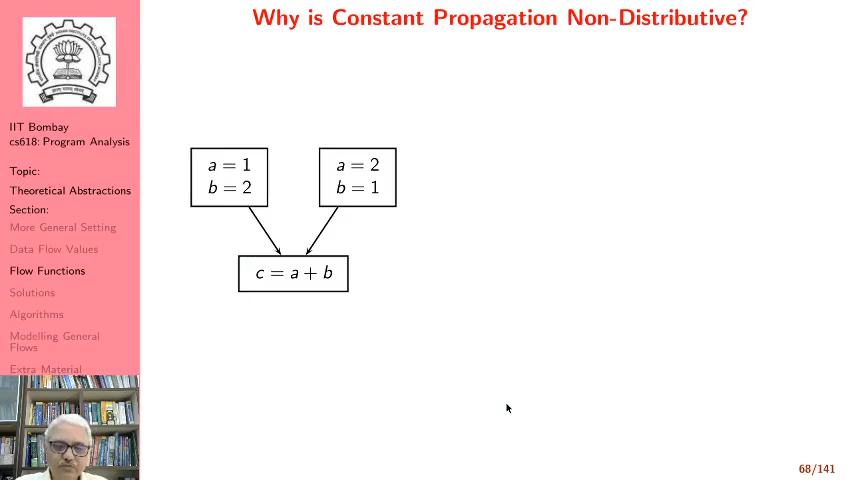 Why is Constant Propagation Non-Distributive?
IIT Bombay
cs618: Program Analysis
Topic:
Theoretical Abstractions
Section:
More General Setting
Data Flow Values
Flow Functions
Solutions
Algorithms
Modelling General
Flows
Extra Material
a = 1
b = 2
a = 2
b = 1
c = a + b
68/141